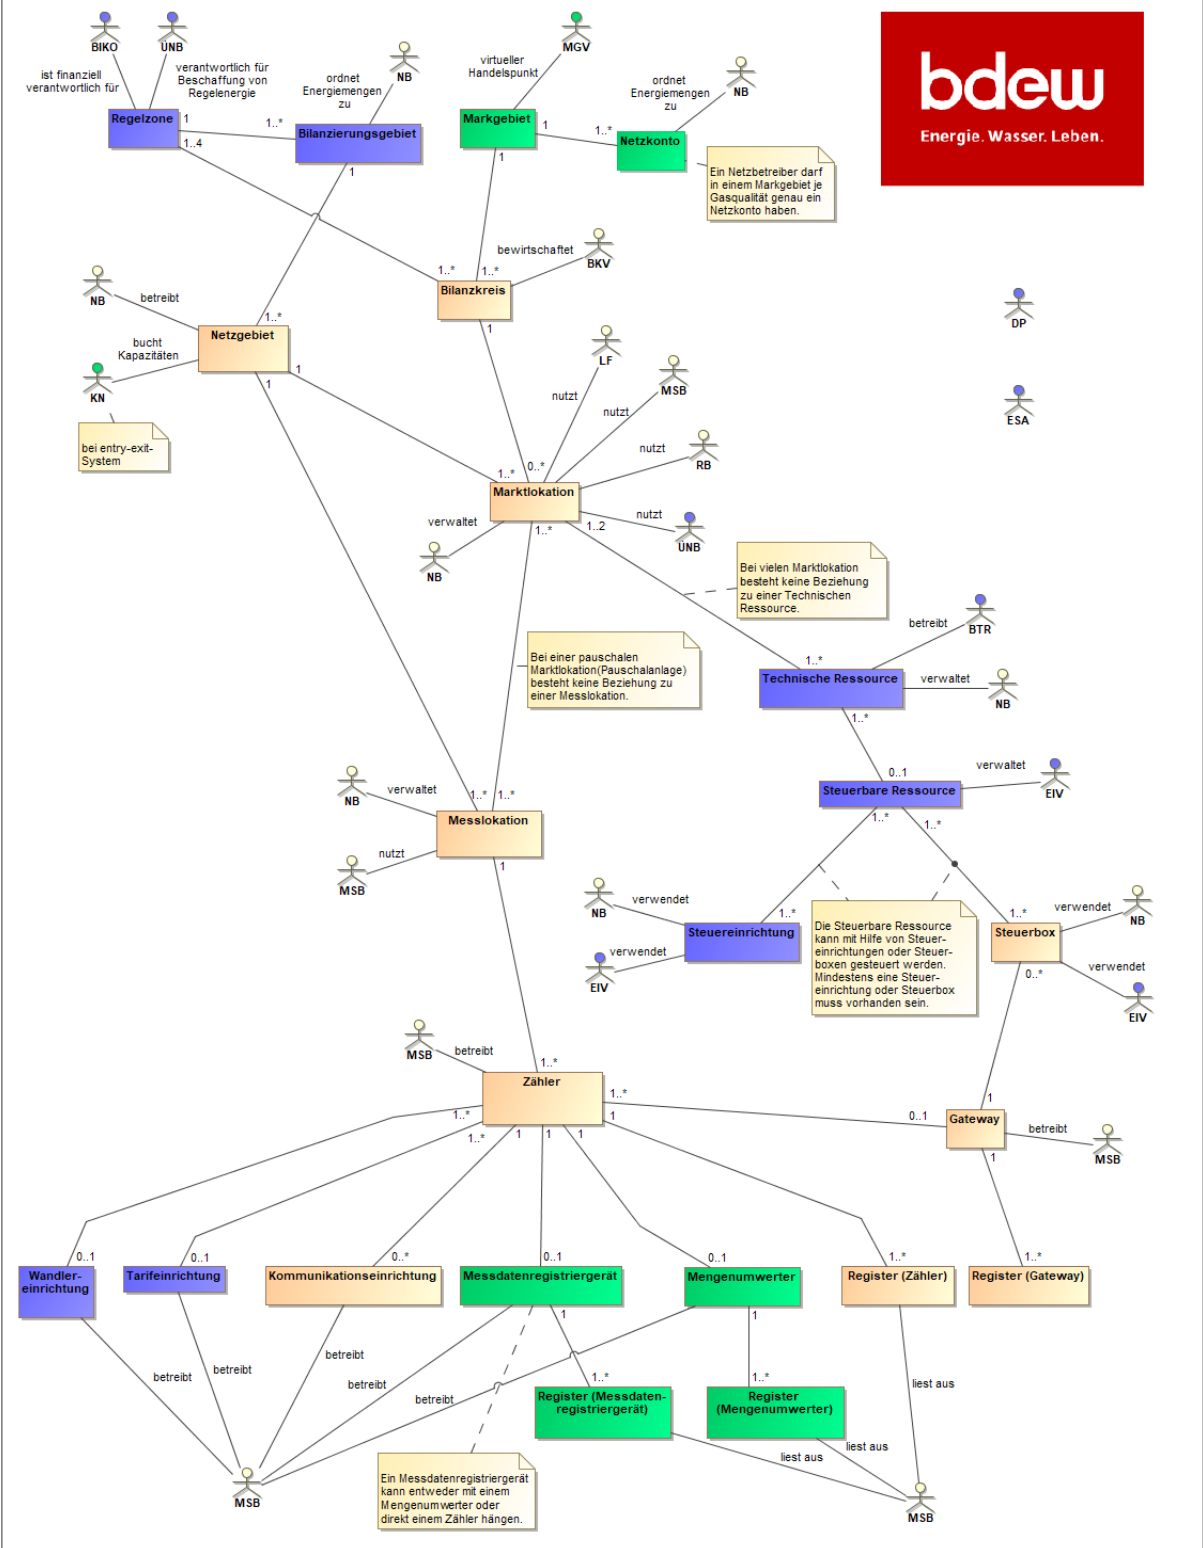 BIKO
ÜNB
ist finanziell
verantwortlich für
verantwortlich für
Beschaffung von
Regelenergie
ordnet
Energiemengen
zu
NB
virtueller
Handelspunkt
MGV
ordnet
Energiemengen
zu
NB
bdew
Energie. Wasser. Leben.
Regelzone
1
1..*
1..4
Bilanzierungsgebiet
1
Markgebiet
1
1..*
1
Netzkonto
Ein Netzbetreiber darf
in einem Markgebiet je
Gasqualität genau ein
Netzkonto haben.
bewirtschaftet
BKV
1..*
1..*
Bilanzkreis
1
NB
betreibt
1..*
Netzgebiet
1
1
bucht
Kapazitäten
KN
bei entry-exit-
System
DP
ESA
LF
nutzt
MSB
nutzt
RB
nutzt
1..*
0..*
Marktlokation
1..*
1..2
nutzt
ÜNB
verwaltet
NB
Bei vielen Marktlokation
besteht keine Beziehung
zu einer Technischen
Ressource.
Bei einer pauschalen
Marktlokation(Pauschalanlage)
besteht keine Beziehung zu
einer Messlokation.
betreibt
BTR
1..*
Technische Ressource
1..*
verwaltet
NB
0..1
Steuerbare Ressource
1..*
1..*
verwaltet
EIV
NB
verwaltet
1..*
1..*
Messlokation
1
nutzt
MSB
NB
verwendet
1..*
Steuereinrichtung
verwendet
EIV
Die Steuerbare Ressource
kann mit Hilfe von Steuer-
einrichtungen oder Steuer-
boxen gesteuert werden.
Mindestens eine Steuer-
einrichtung oder Steuerbox
muss vorhanden sein.
1..*
Steuerbox
0..*
verwendet
NB
verwendet
EIV
MSB
betreibt
1..*
Zähler
1..*
1..*
1..*
1
1
1
1
0..1
1
Gateway
1
betreibt
MSB
0..1
Wandler-
einrichtung
0..1
Tarifeinrichtung
0..*
Kommunikationseinrichtung
0..1
Messdatenregistriergerät
1
0..1
Mengenumwerter
1
1..*
Register (Zähler)
1..*
Register (Gateway)
betreibt
betreibt
betreibt
betreibt
betreibt
1..*
Register (Messdaten-
registriergerät)
1..*
Register
(Mengenumwerter)
liest aus
liest aus
liest aus
MSB
Ein Messdatenregistriergerät
kann entweder mit einem
Mengenumwerter oder
direkt einem Zähler hängen.
MSB